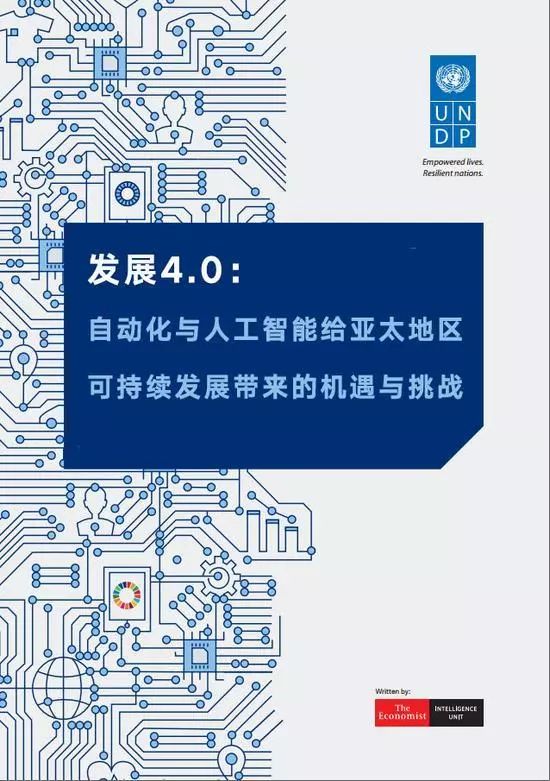 UN
DP
Empowered lives.
Resilient nations.
发展4.0：
自动化与人工智能给亚太地区
可持续发展带来的机遇与挑战
Written by:
The Economist
INTELLIGENCE UNIT